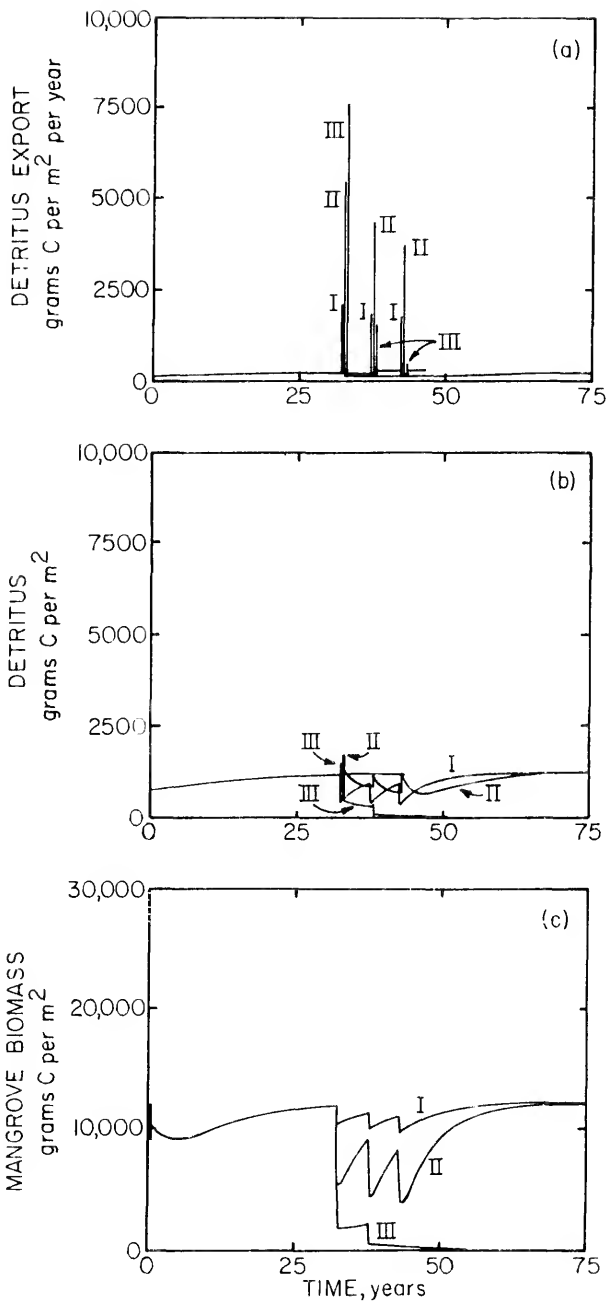 DETRITUS EXPORT
grams C per m2 per year
10,000
7500
5000
2500
0
(a)
III
II
II
II
I
I
I
III
0
25
50
75
DETRITUS
grams C per m2
10,000
7500
5000
2500
0
(b)
III
II
I
III
II
0
25
50
75
MANGROVE BIOMASS
grams C per m2
30,000
20,000
10,000
0
(c)
I
II
III
0
25
50
75
TIME, years